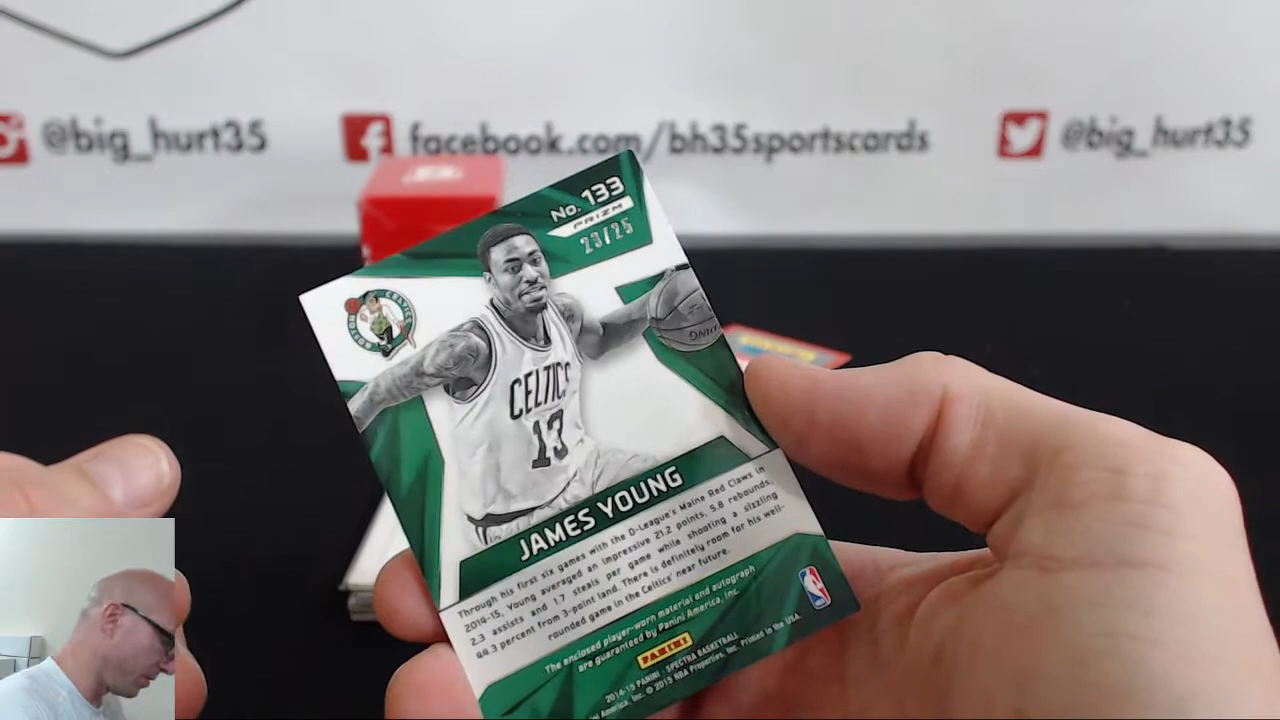 @big_hurt35
facebook.com/bh35sportscards
@big_hurt35
No. 133
PRIZM
23/25
BOSTON CELTICS
CELTICS
13
JAMES YOUNG
Through his first six games with the D-League's Maine Red Claws in
2014-15, Young averaged an impressive 21.2 points, 5.8 rebounds,
2.3 assists and 1.7 steals per game while shooting a sizzling
44.3 percent from 3-point land. There is definitely room for his well-
rounded game in the Celtics' near future.
The enclosed player-worn material and autograph
are guaranteed by Panini America, Inc.
PANINI
2014-15 PANINI - SPECTRA BASKETBALL
America, Inc. © 2015 NBA Properties, Inc. Printed in the USA.